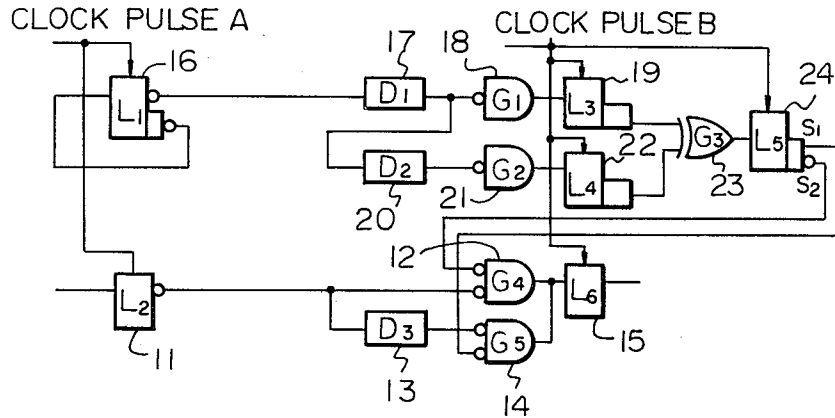 CLOCK PULSE A
CLOCK PULSE B
16
17
18
19
24
L1
D1
G1
L3
G3
L5
S1
S2
22
23
D2
G2
L4
20
21
12
L2
G4
L6
D3
G5
11
13
14
15